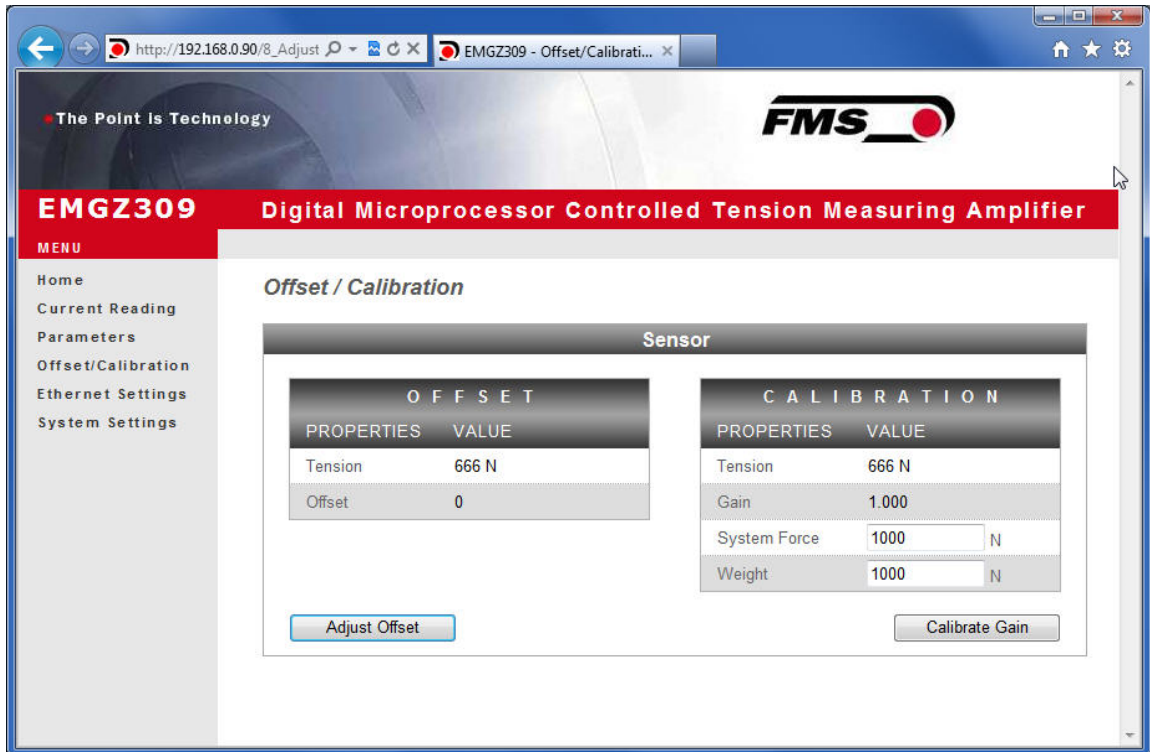 http://192.168.0.90/8_Adjust
EMGZ309 - Offset/Calibrati...
The Point is Technology
FMS
EMGZ309
Digital Microprocessor Controlled Tension Measuring Amplifier
MENU
Home
Current Reading
Parameters
Offset/Calibration
Ethernet Settings
System Settings
Offset / Calibration
Sensor
OFFSET
PROPERTIES VALUE
Tension 666 N
Offset 0
Adjust Offset
CALIBRATION
PROPERTIES VALUE
Tension 666 N
Gain 1.000
System Force 1000 N
Weight 1000 N
Calibrate Gain